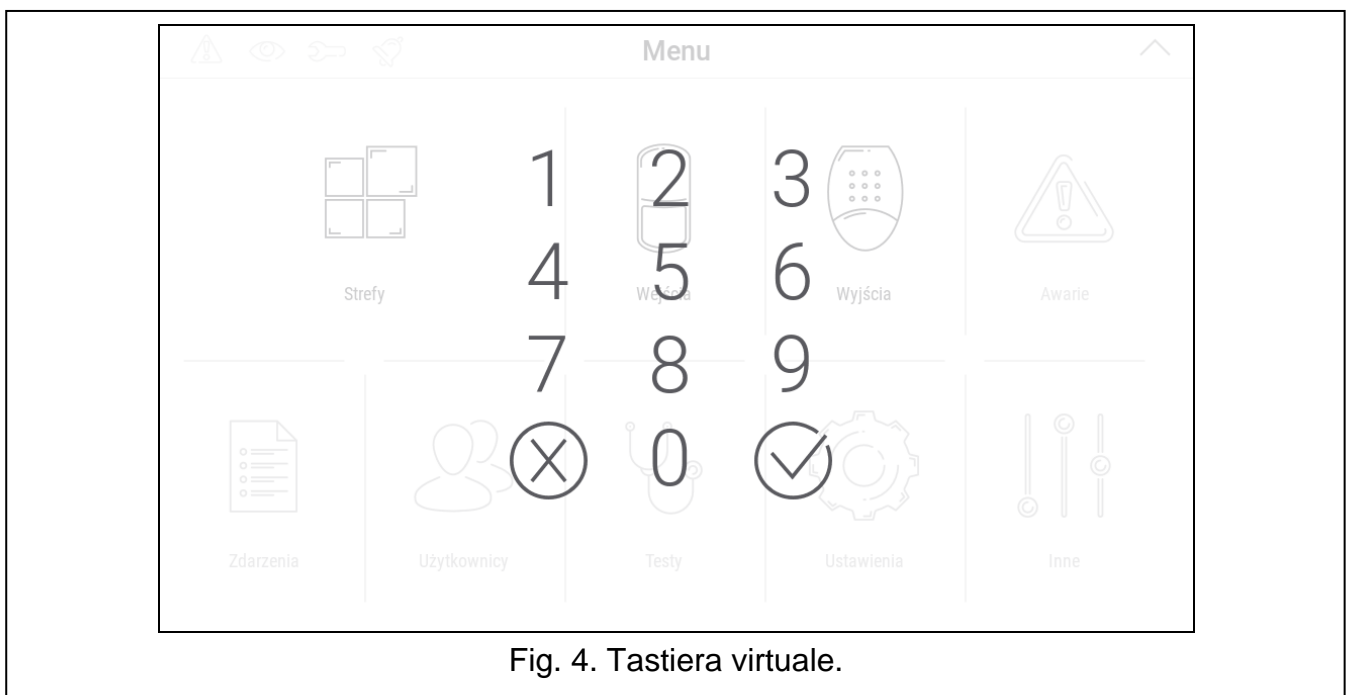 Menu
1 2 3
Strefy Wejścia Wyjścia Awarie
4 5 6
7 8 9
0
Zdarzenia Użytkownicy Testy Ustawienia Inne
Fig. 4. Tastiera virtuale.